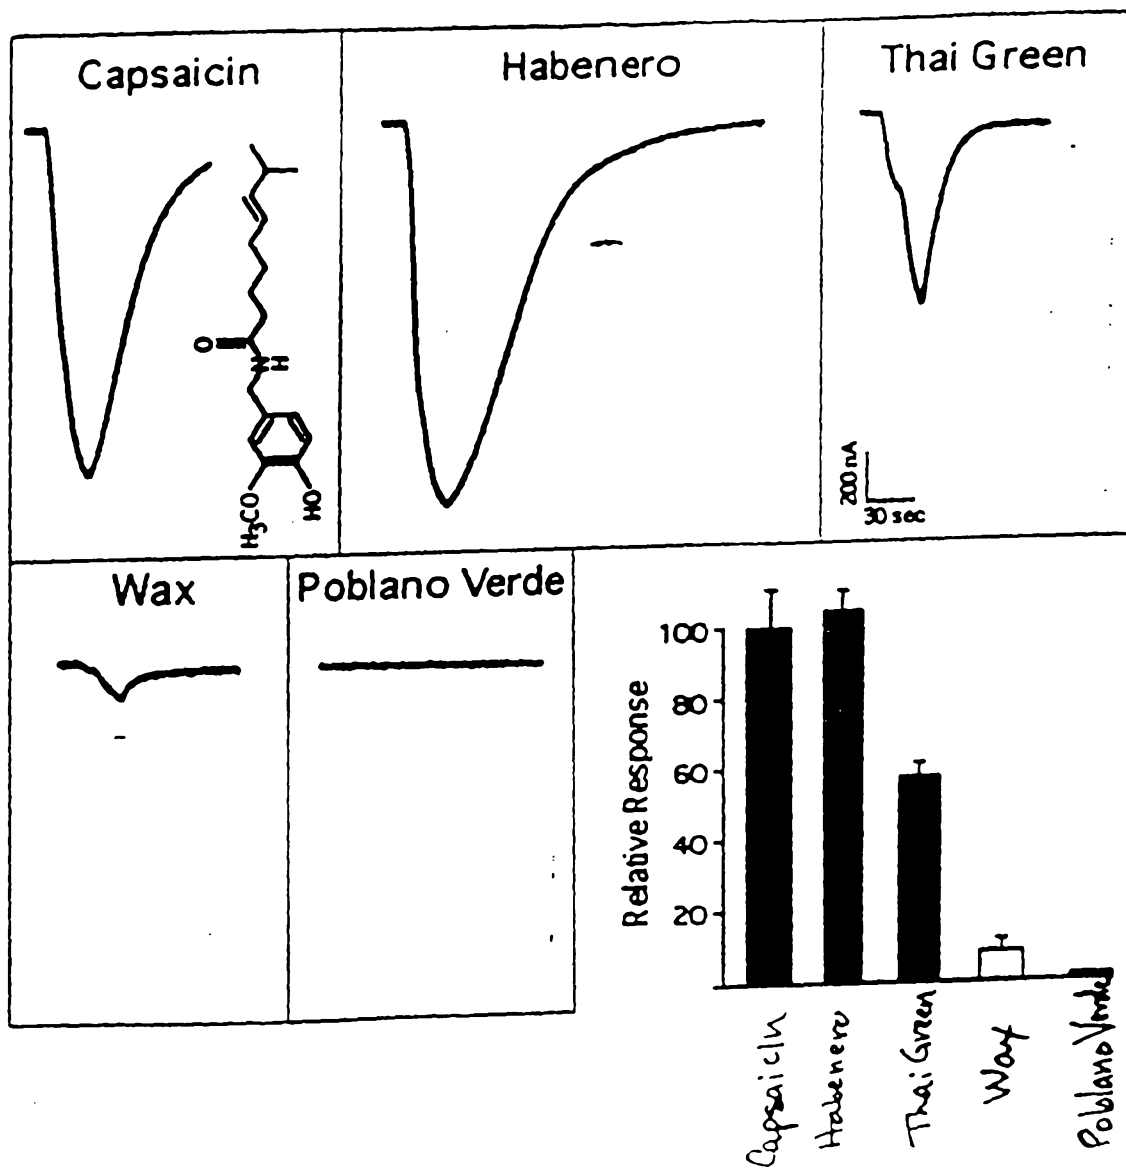 Capsaicin
Habenero
Thai Green
O
N
H
H₃CO
HO
200 nA
30 sec
Wax
Poblano Verde
Relative Response
100
80
60
40
20
Capsaicin
Habenero
Thai Green
Wax
Poblano Verde